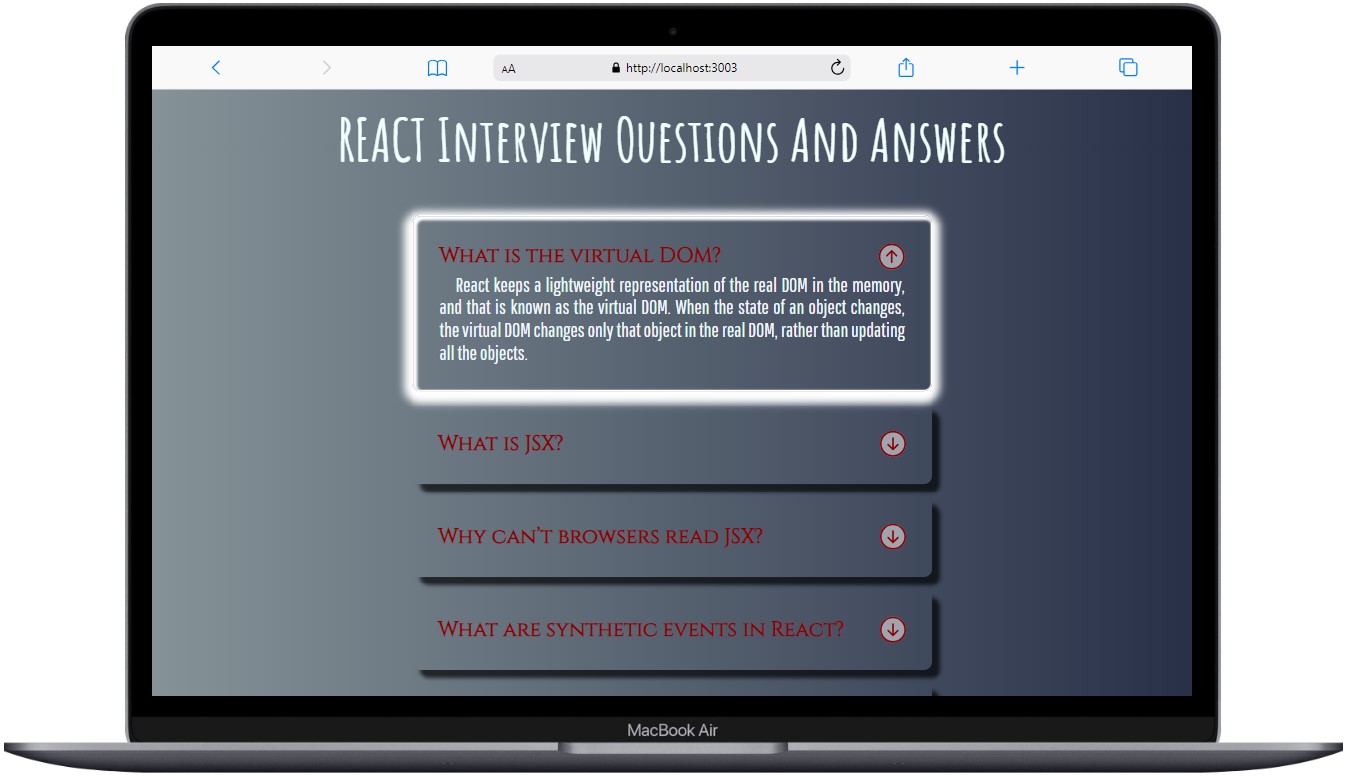 AA http://localhost:3003
REACT Interview Questions And Answers
What is the virtual DOM?
React keeps a lightweight representation of the real DOM in the memory,
and that is known as the virtual DOM. When the state of an object changes,
the virtual DOM changes only that object in the real DOM, rather than updating
all the objects.
What is JSX?
Why can't browsers read JSX?
What are synthetic events in React?
MacBook Air